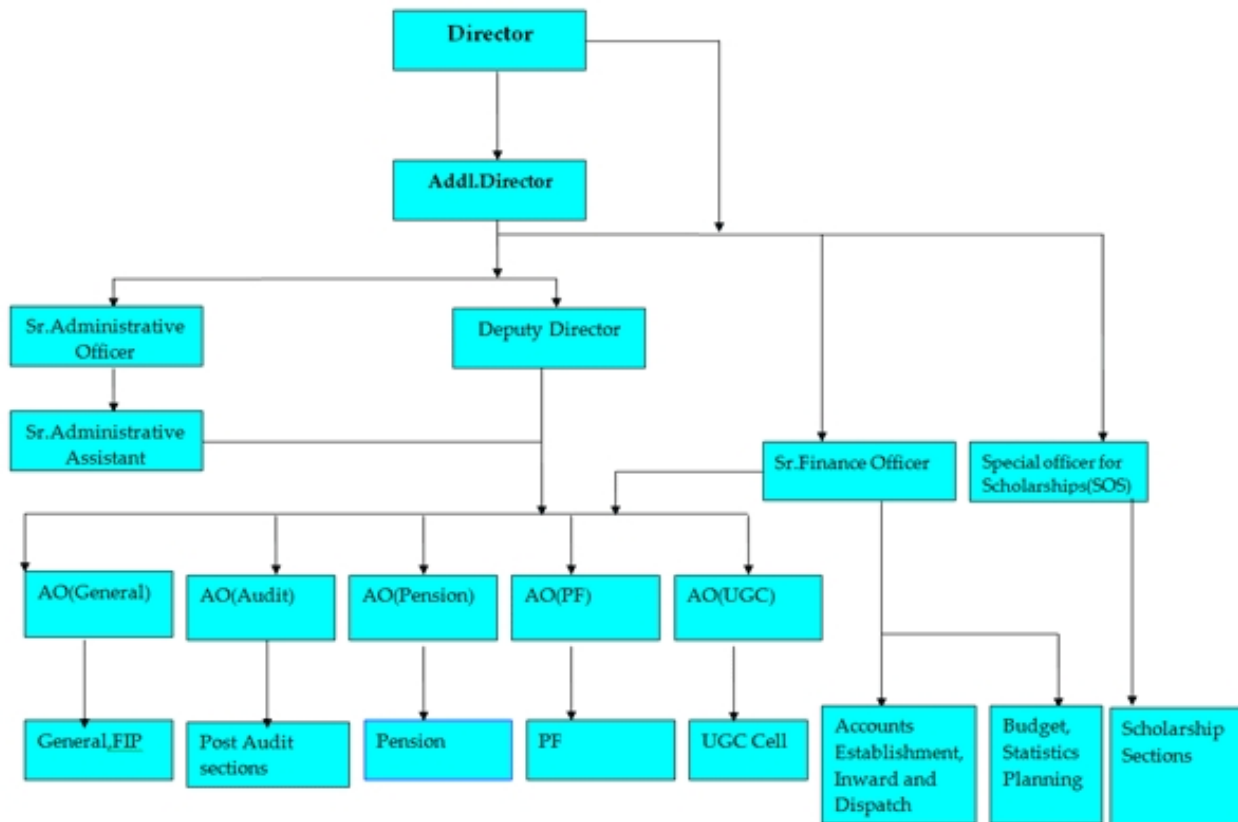 Director
Addl.Director
Sr.Administrative
Officer
Deputy Director
Sr.Administrative
Assistant
Sr.Finance Officer
Special officer for
Scholarships(SOS)
AO(General)
AO(Audit)
AO(Pension)
AO(PF)
AO(UGC)
General,FIP
Post Audit
sections
Pension
PF
UGC Cell
Accounts
Establishment,
Inward and
Dispatch
Budget,
Statistics
Planning
Scholarship
Sections